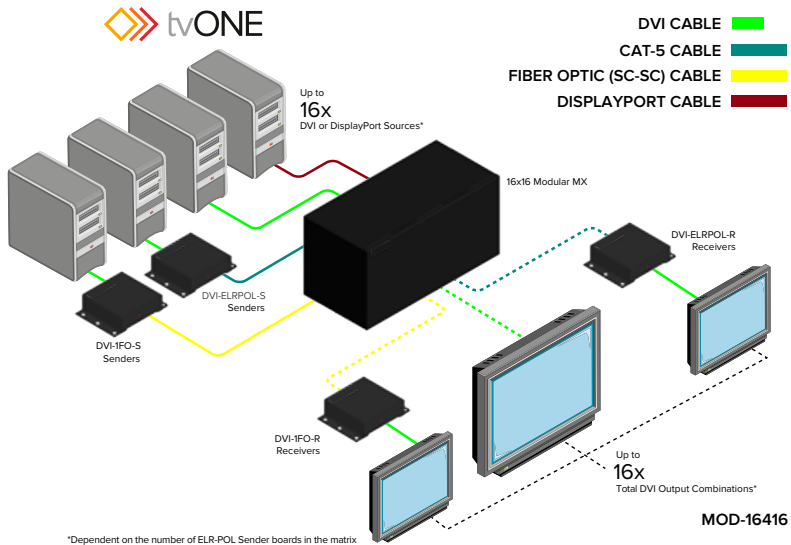 tvONE
DVI CABLE
CAT-5 CABLE
FIBER OPTIC (SC-SC) CABLE
DISPLAYPORT CABLE
Up to
16x
DVI or DisplayPort Sources*
16x16 Modular MX
DVI-ELRPOL-R
Receivers
DVI-ELRPOL-S
Senders
DVI-1FO-S
Senders
DVI-1FO-R
Receivers
Up to
16x
Total DVI Output Combinations*
MOD-16416
*Dependent on the number of ELR-POL Sender boards in the matrix